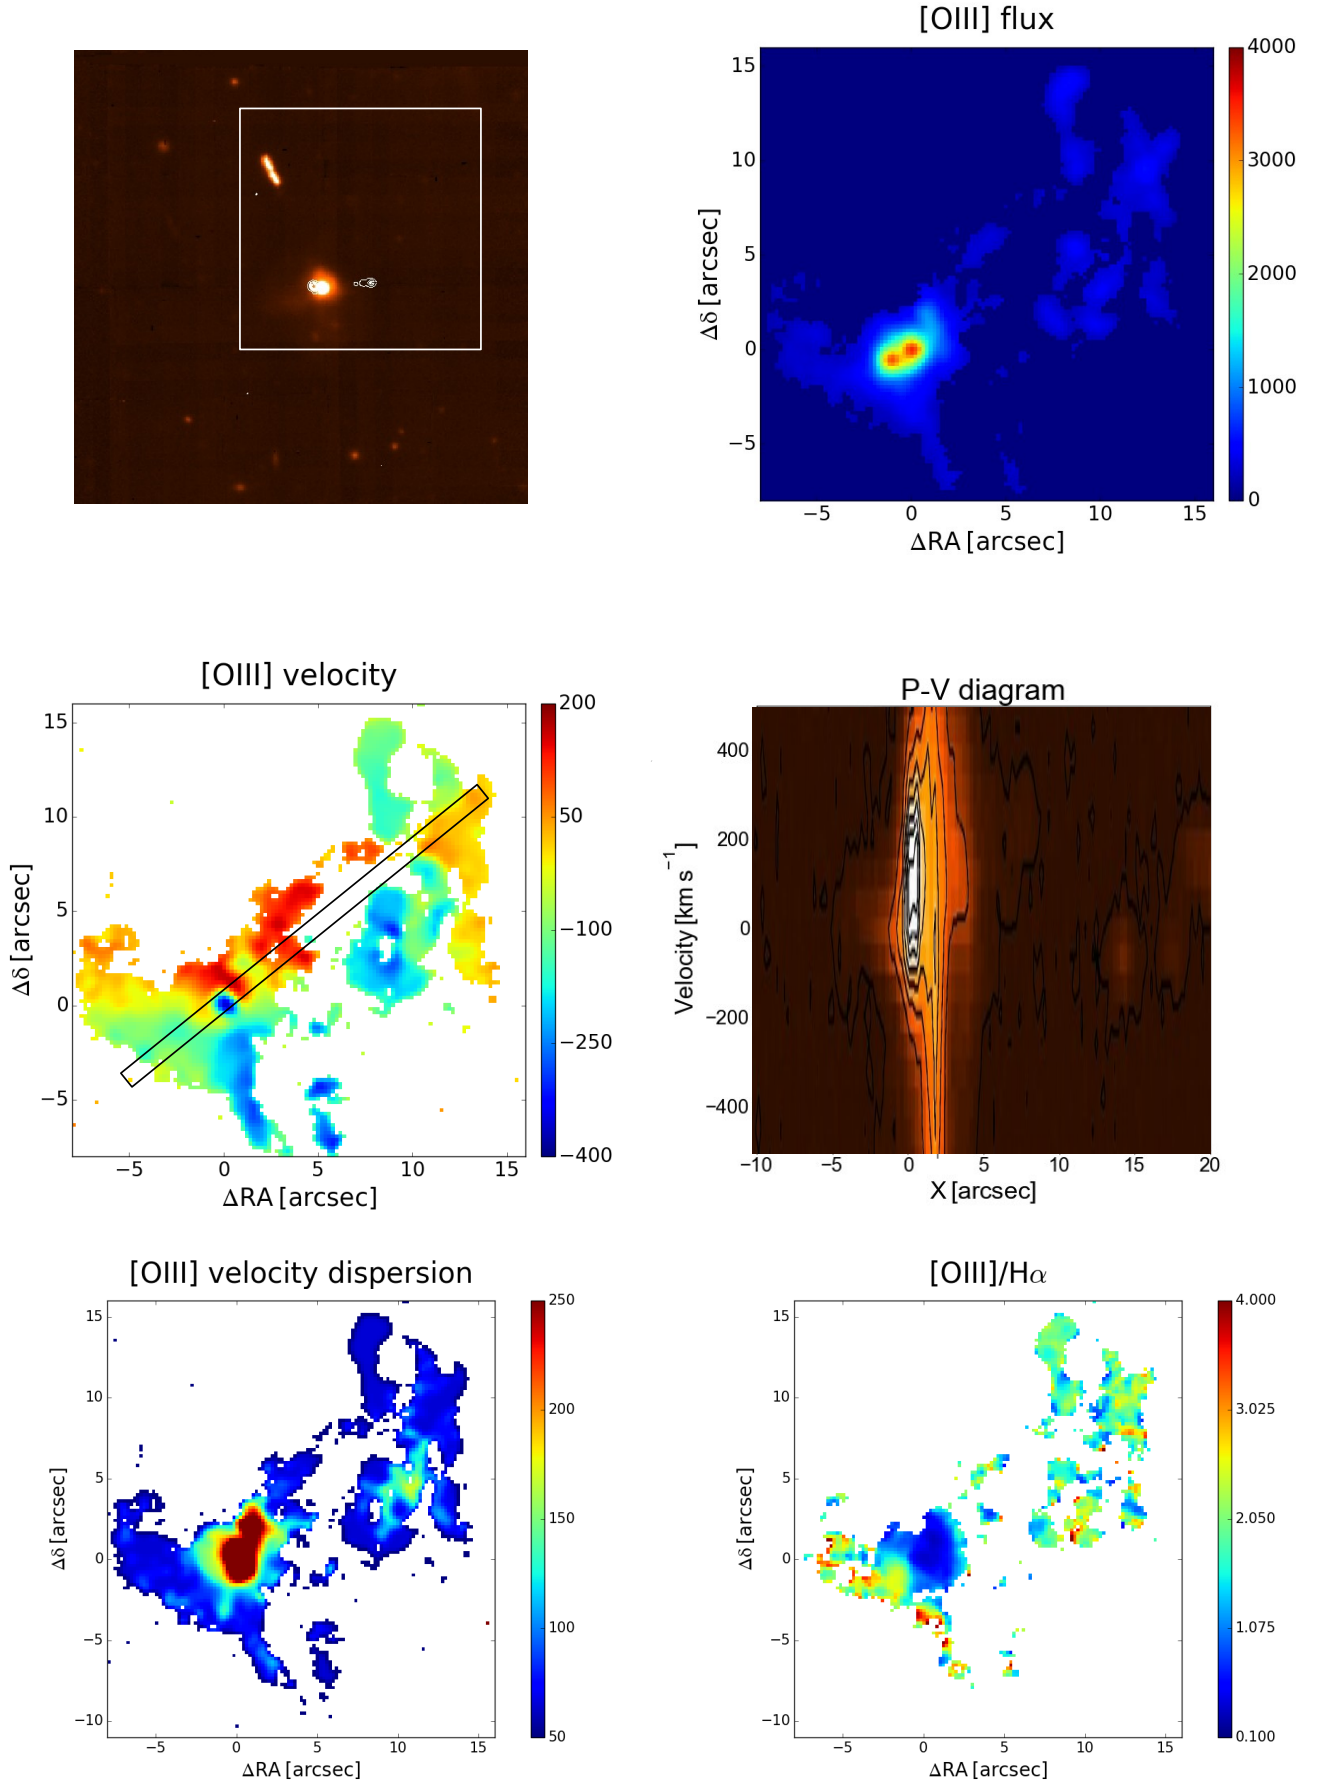 [OIII] flux
15
10
5
0
−5
−5 0 5 10 15
Δδ [arcsec]
ΔRA [arcsec]
4000
3000
2000
1000
0
[OIII] velocity
15
10
5
0
−5
−5 0 5 10 15
Δδ [arcsec]
ΔRA [arcsec]
200
50
−100
−250
−400
P-V diagram
400
200
0
−200
−400
−10 −5 0 5 10 15 20
Velocity [km s⁻¹]
X [arcsec]
[OIII] velocity dispersion
15
10
5
0
−5
−10
−5 0 5 10 15
Δδ [arcsec]
ΔRA [arcsec]
250
200
150
100
50
[OIII]/Hα
15
10
5
0
−5
−10
−5 0 5 10 15
Δδ [arcsec]
ΔRA [arcsec]
4.000
3.025
2.050
1.075
0.100